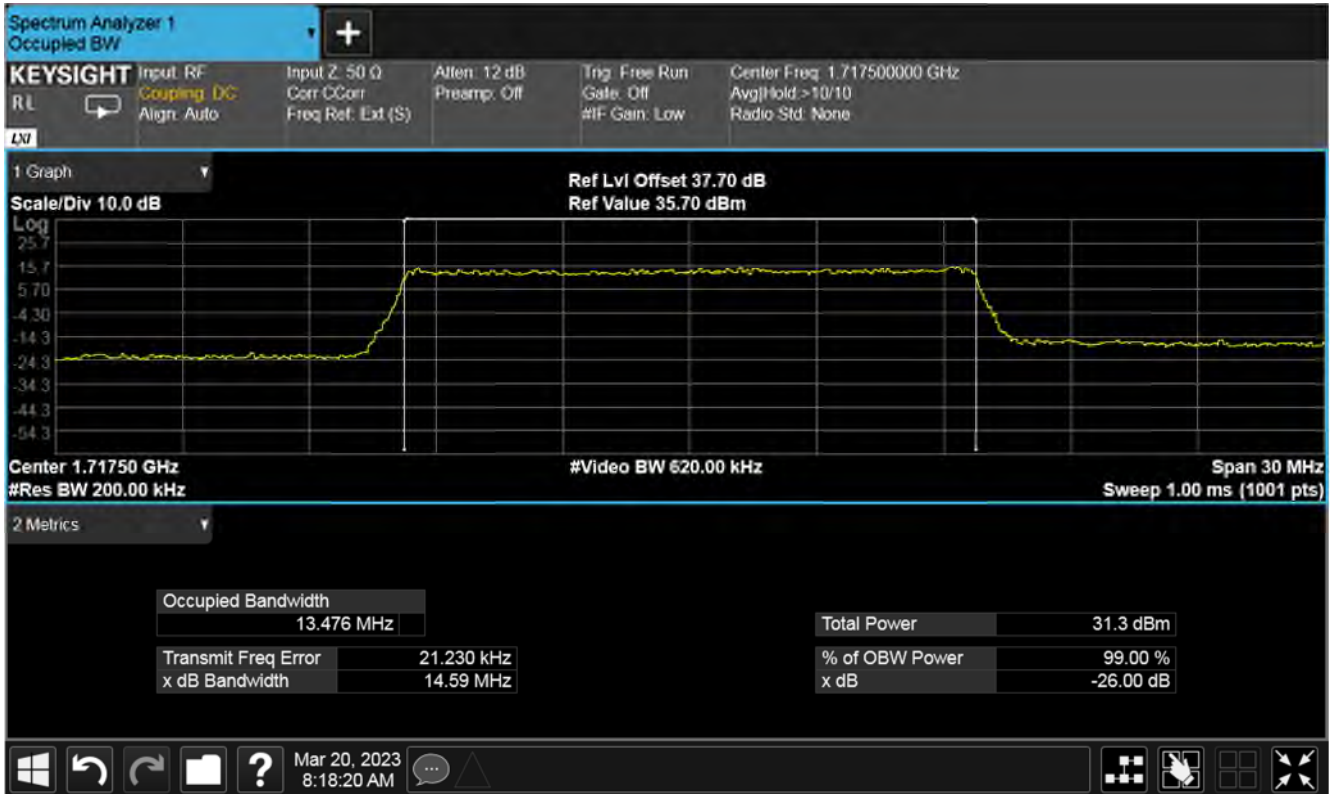 Spectrum Analyzer 1
Occupied BW
KEYSIGHT
R L
LXI
Input: RF
Coupling: DC
Align: Auto
Input Z: 50 Ω
Corr CCorr
Freq Ref: Ext (S)
Atten: 12 dB
Preamp: Off
Trig: Free Run
Gate: Off
#IF Gain: Low
Center Freq: 1.717500000 GHz
Avg|Hold:>10/10
Radio Std: None
1 Graph
Scale/Div 10.0 dB
Ref Lvl Offset 37.70 dB
Ref Value 35.70 dBm
Log
25.7
15.7
5.70
-4.30
-14.3
-24.3
-34.3
-44.3
-54.3
Center 1.71750 GHz
#Video BW 620.00 kHz
Span 30 MHz
#Res BW 200.00 kHz
Sweep 1.00 ms (1001 pts)
2 Metrics
Occupied Bandwidth
13.476 MHz
Total Power 31.3 dBm
Transmit Freq Error 21.230 kHz
% of OBW Power 99.00 %
x dB Bandwidth 14.59 MHz
x dB -26.00 dB
?
Mar 20, 2023
8:18:20 AM